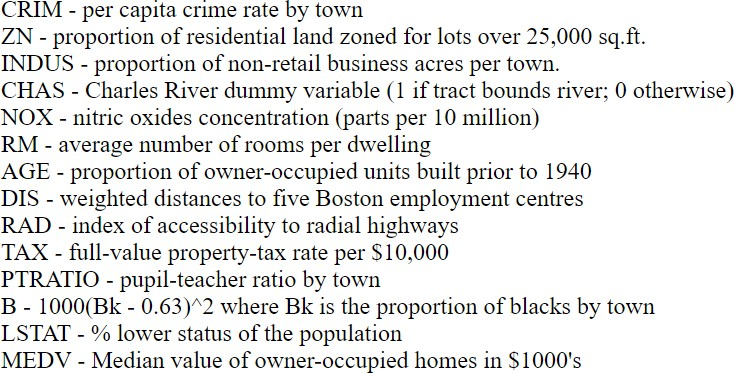 CRIM - per capita crime rate by town
ZN - proportion of residential land zoned for lots over 25,000 sq.ft.
INDUS - proportion of non-retail business acres per town.
CHAS - Charles River dummy variable (1 if tract bounds river; 0 otherwise)
NOX - nitric oxides concentration (parts per 10 million)
RM - average number of rooms per dwelling
AGE - proportion of owner-occupied units built prior to 1940
DIS - weighted distances to five Boston employment centres
RAD - index of accessibility to radial highways
TAX - full-value property-tax rate per $10,000
PTRATIO - pupil-teacher ratio by town
B - 1000(Bk - 0.63)^2 where Bk is the proportion of blacks by town
LSTAT - % lower status of the population
MEDV - Median value of owner-occupied homes in $1000's